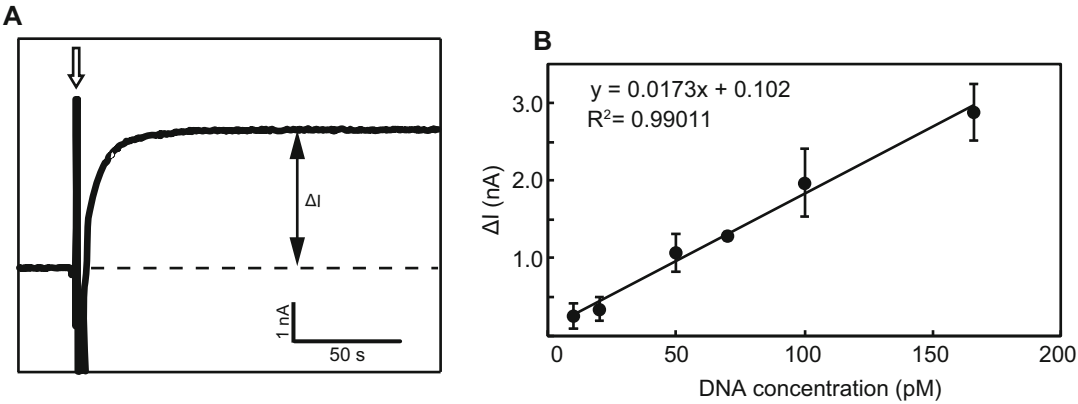 A
ΔI
1 nA
50 s
B
y = 0.0173x + 0.102
R²= 0.99011
3.0
2.0
1.0
ΔI (nA)
0 50 100 150 200
DNA concentration (pM)